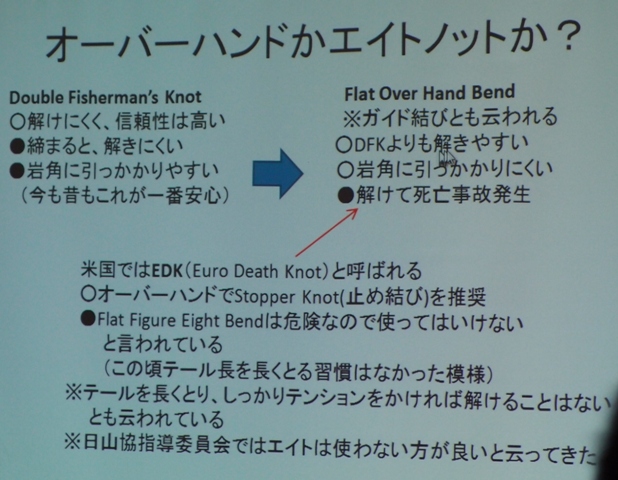 オーバーハンドかエイトノットか？
Double Fisherman's Knot
○解けにくく、信頼性は高い
●締まると、解きにくい
●岩角に引っかかりやすい
（今も昔もこれが一番安心）
Flat Over Hand Bend
※ガイド結びとも云われる
○DFKよりも解きやすい
○岩角に引っかかりにくい
●解けて死亡事故発生
米国ではEDK（Euro Death Knot）と呼ばれる
○オーバーハンドでStopper Knot(止め結び)を推奨
●Flat Figure Eight Bendは危険なので使ってはいけない
と言われている
（この頃テール長を長くとる習慣はなかった模様）
※テールを長くとり、しっかりテンションをかければ解けることはない
とも云われている
※日山協指導委員会ではエイトは使わない方が良いと云ってきた